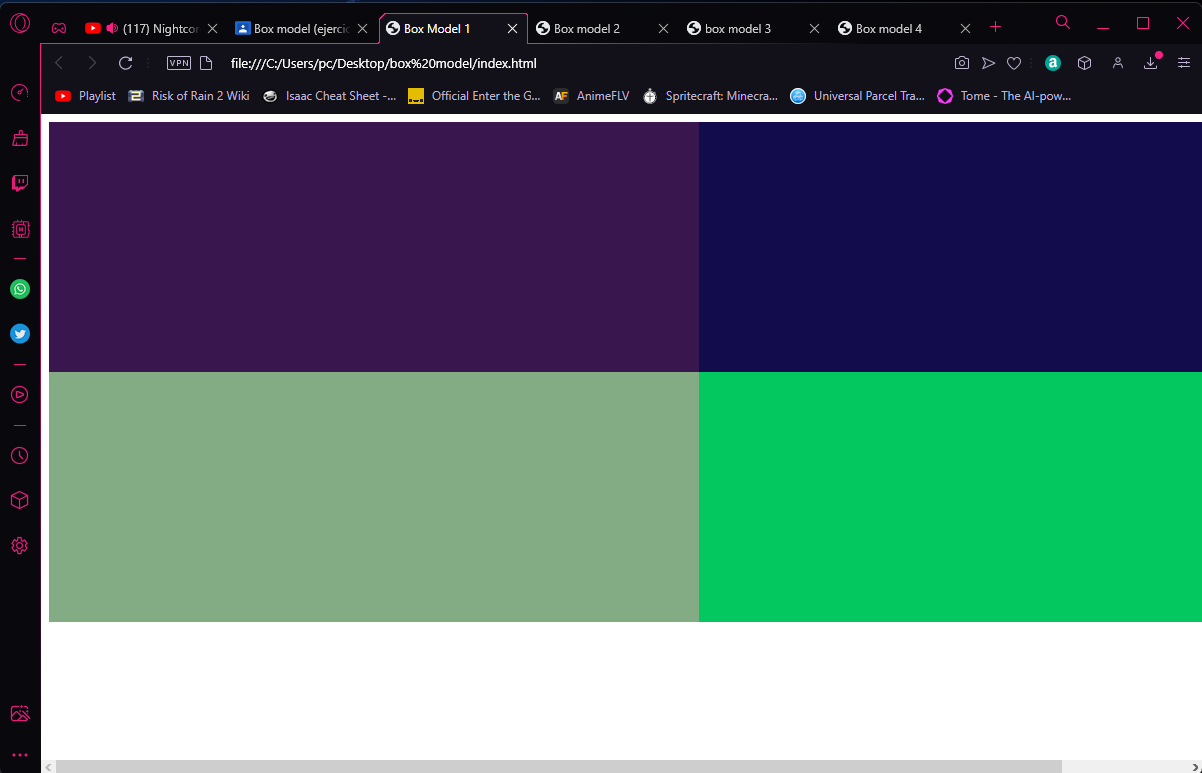 (117) Nightcor
Box model (ejercic
Box Model 1
Box model 2
box model 3
Box model 4
VPN
file:///C:/Users/pc/Desktop/box%20model/index.html
a
Playlist
Risk of Rain 2 Wiki
Isaac Cheat Sheet -...
Official Enter the G...
AF
AnimeFLV
Spritecraft: Minecra...
Universal Parcel Tra...
Tome - The AI-pow...